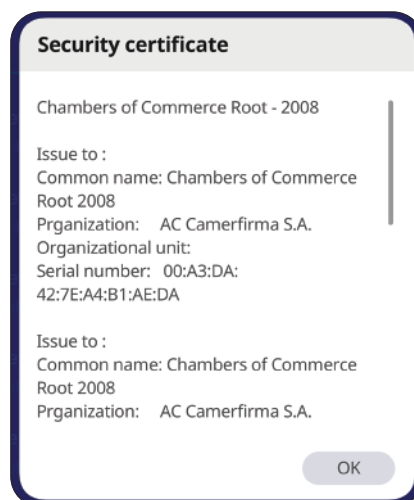 Security certificate
Chambers of Commerce Root - 2008
Issue to :
Common name: Chambers of Commerce
Root 2008
Prganization: AC Camerfirma S.A.
Organizational unit:
Serial number: 00:A3:DA:
42:7E:A4:B1:AE:DA
Issue to :
Common name: Chambers of Commerce
Root 2008
Prganization: AC Camerfirma S.A.
OK